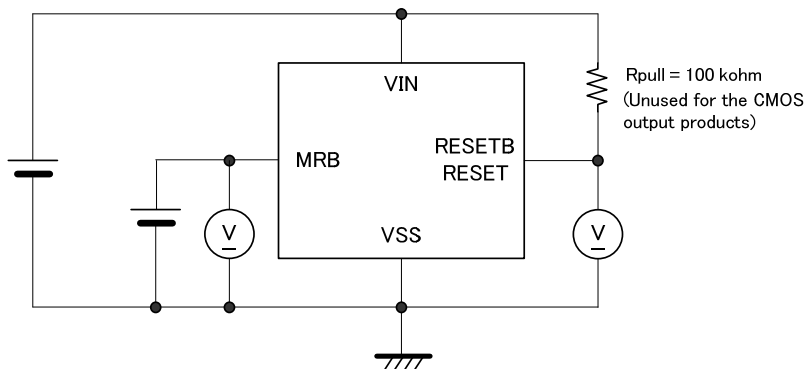 VIN
Rpull = 100 kohm
(Unused for the CMOS
output products)
MRB
RESETB
RESET
V
VSS
V